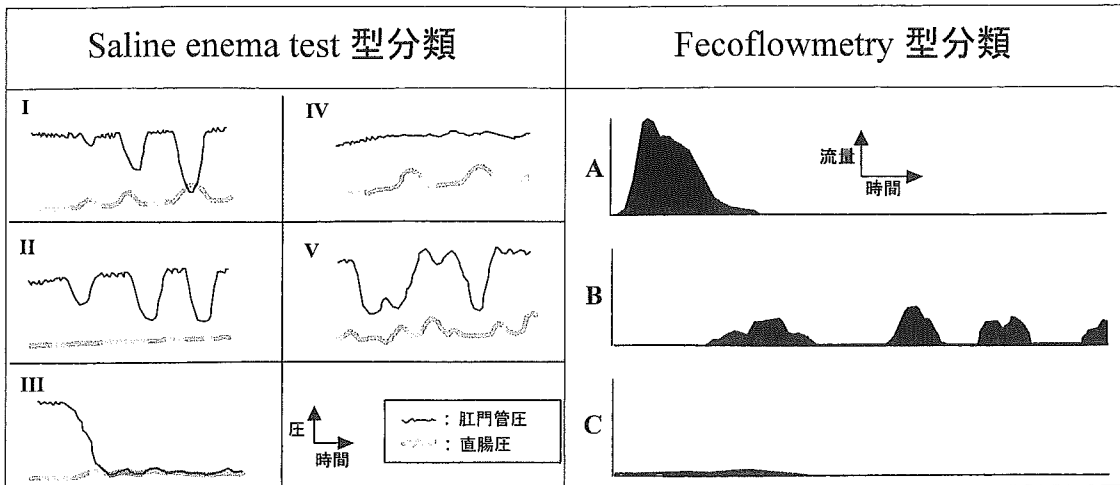 Saline enema test 型分類
Fecoflowmetry 型分類
I
IV
II
V
III
圧
時間
: 肛門管圧
: 直腸圧
A
流量
時間
B
C